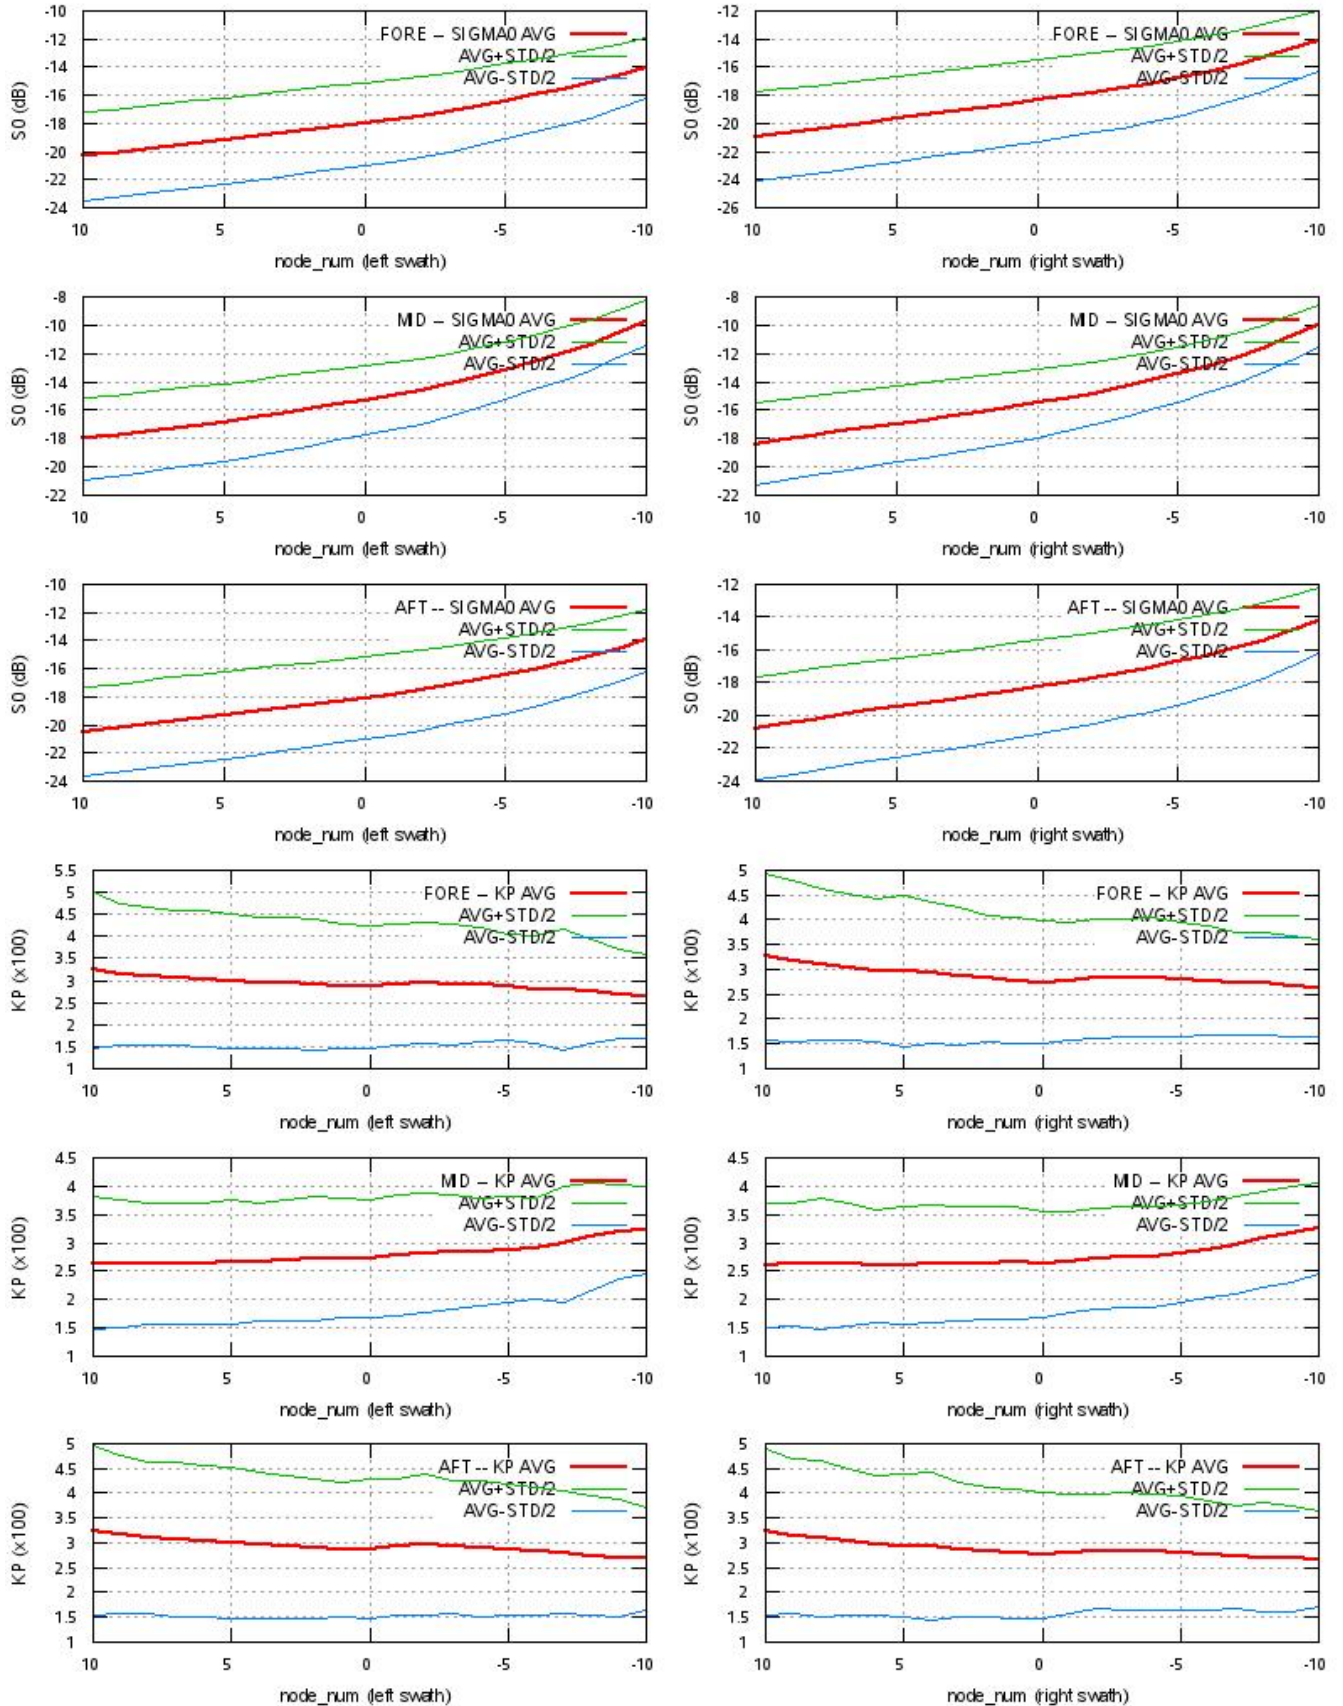 -10
-12
-14
-16
-18
-20
-22
-24
S0 (dB)
FORE -- SIGMA0 AVG
AVG+STD/2
AVG-STD/2
10 5 0 -5 -10
node_num (left swath)
-12
-14
-16
-18
-20
-22
-24
-26
S0 (dB)
FORE -- SIGMA0 AVG
AVG+STD/2
AVG-STD/2
10 5 0 -5 -10
node_num (right swath)
-8
-10
-12
-14
-16
-18
-20
-22
S0 (dB)
MID -- SIGMA0 AVG
AVG+STD/2
AVG-STD/2
10 5 0 -5 -10
node_num (left swath)
-8
-10
-12
-14
-16
-18
-20
-22
S0 (dB)
MID -- SIGMA0 AVG
AVG+STD/2
AVG-STD/2
10 5 0 -5 -10
node_num (right swath)
-10
-12
-14
-16
-18
-20
-22
-24
S0 (dB)
AFT -- SIGMA0 AVG
AVG+STD/2
AVG-STD/2
10 5 0 -5 -10
node_num (left swath)
-12
-14
-16
-18
-20
-22
-24
S0 (dB)
AFT -- SIGMA0 AVG
AVG+STD/2
AVG-STD/2
10 5 0 -5 -10
node_num (right swath)
5.5
5
4.5
4
3.5
3
2.5
2
1.5
1
KP (x100)
FORE -- KP AVG
AVG+STD/2
AVG-STD/2
10 5 0 -5 -10
node_num (left swath)
5
4.5
4
3.5
3
2.5
2
1.5
1
KP (x100)
FORE -- KP AVG
AVG+STD/2
AVG-STD/2
10 5 0 -5 -10
node_num (right swath)
4.5
4
3.5
3
2.5
2
1.5
1
KP (x100)
MID -- KP AVG
AVG+STD/2
AVG-STD/2
10 5 0 -5 -10
node_num (left swath)
4.5
4
3.5
3
2.5
2
1.5
1
KP (x100)
MID -- KP AVG
AVG+STD/2
AVG-STD/2
10 5 0 -5 -10
node_num (right swath)
5
4.5
4
3.5
3
2.5
2
1.5
1
KP (x100)
AFT -- KP AVG
AVG+STD/2
AVG-STD/2
10 5 0 -5 -10
node_num (left swath)
5
4.5
4
3.5
3
2.5
2
1.5
1
KP (x100)
AFT -- KP AVG
AVG+STD/2
AVG-STD/2
10 5 0 -5 -10
node_num (right swath)